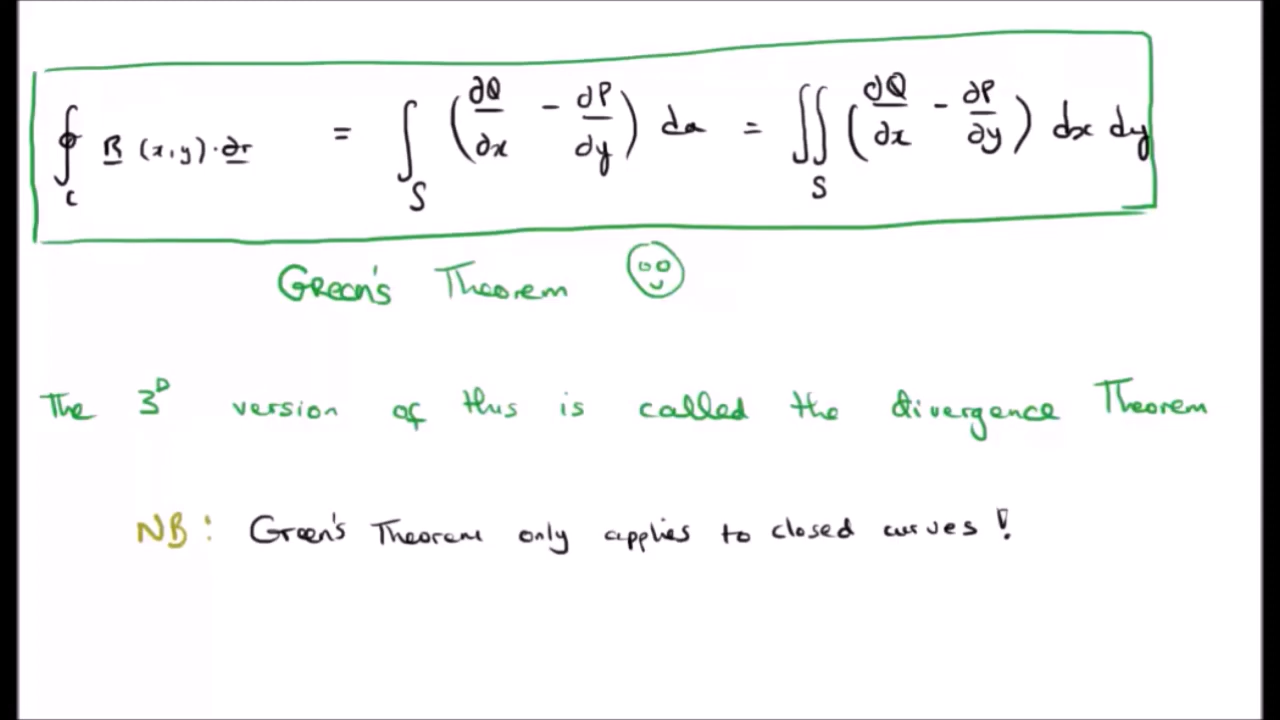 ∮_C R (x,y)·∂r = ∫_S (∂Q/∂x - ∂P/∂y) da = ∬_S (∂Q/∂x - ∂P/∂y) dx dy
Green's Theorem
The 3D version of this is called the divergence Theorem
NB: Green's Theorem only applies to closed curves!